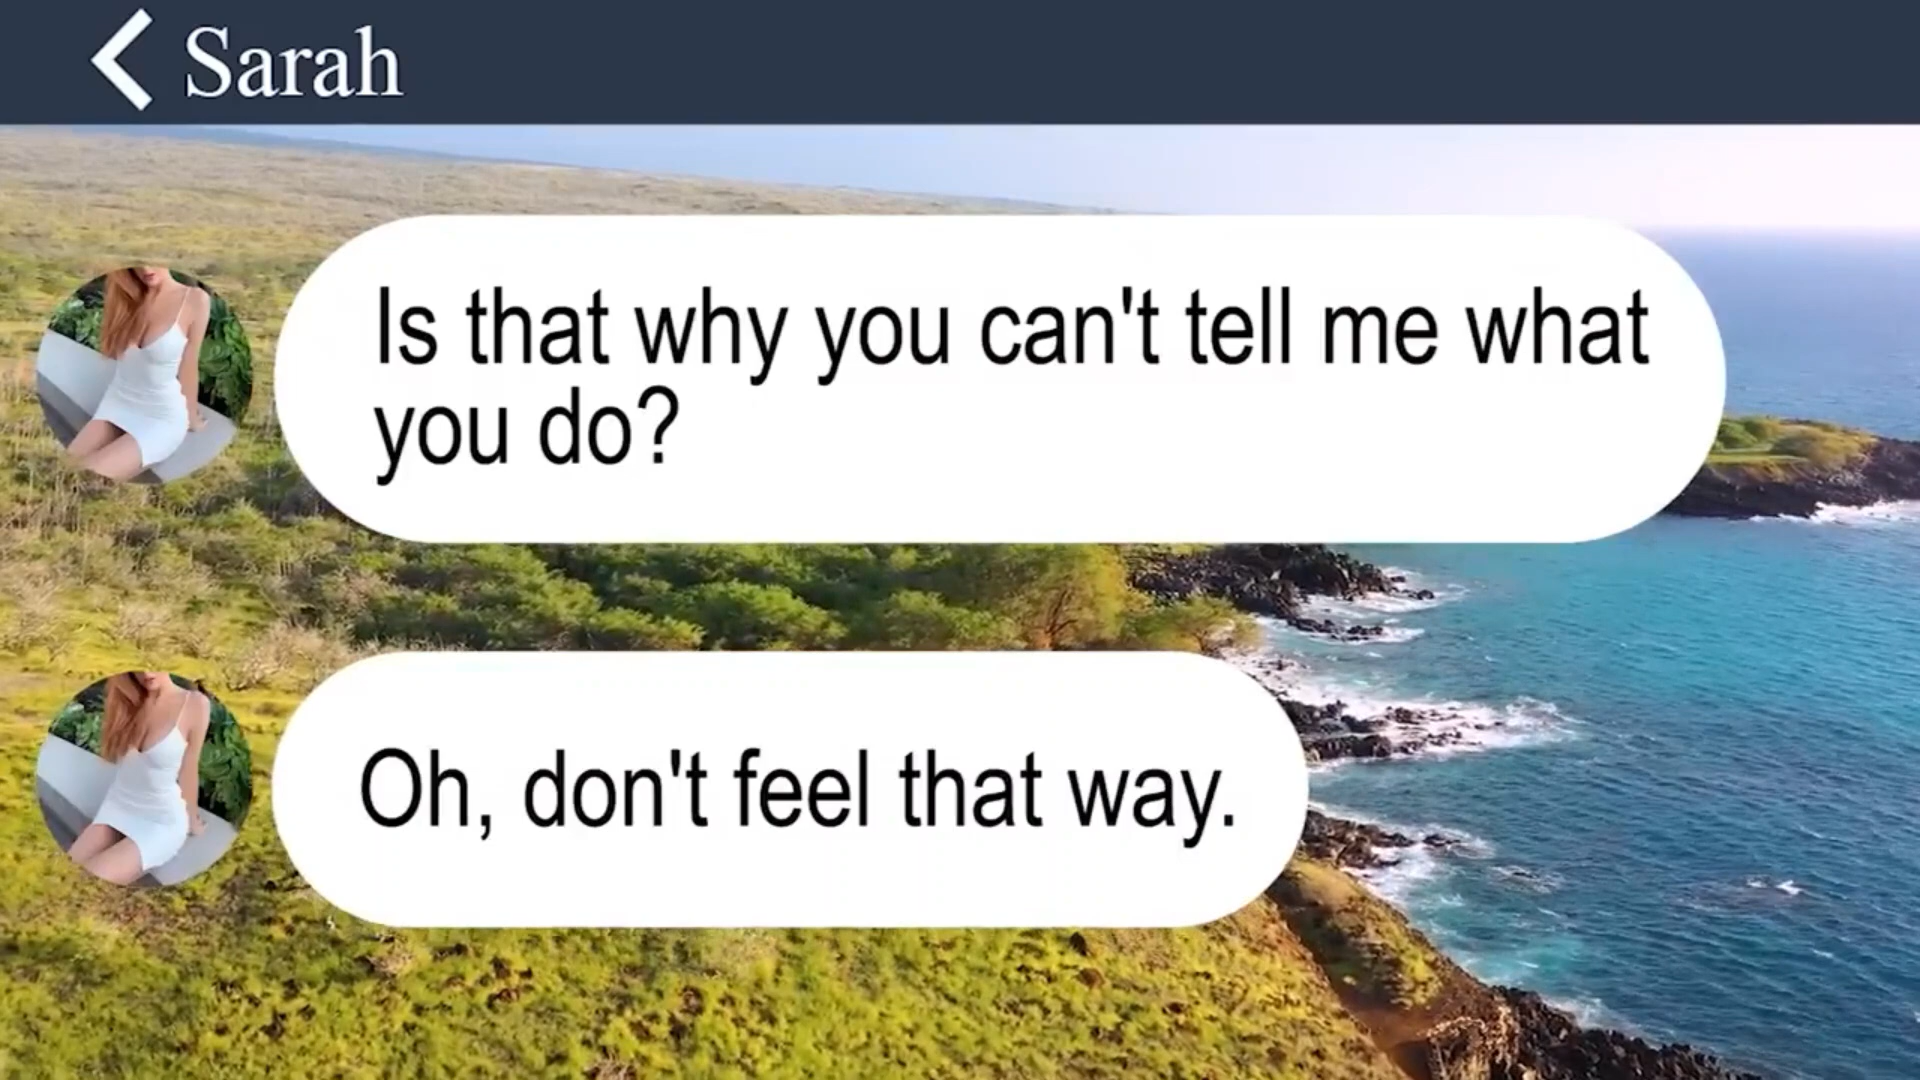 Sarah
Is that why you can't tell me what
you do?
Oh, don't feel that way.